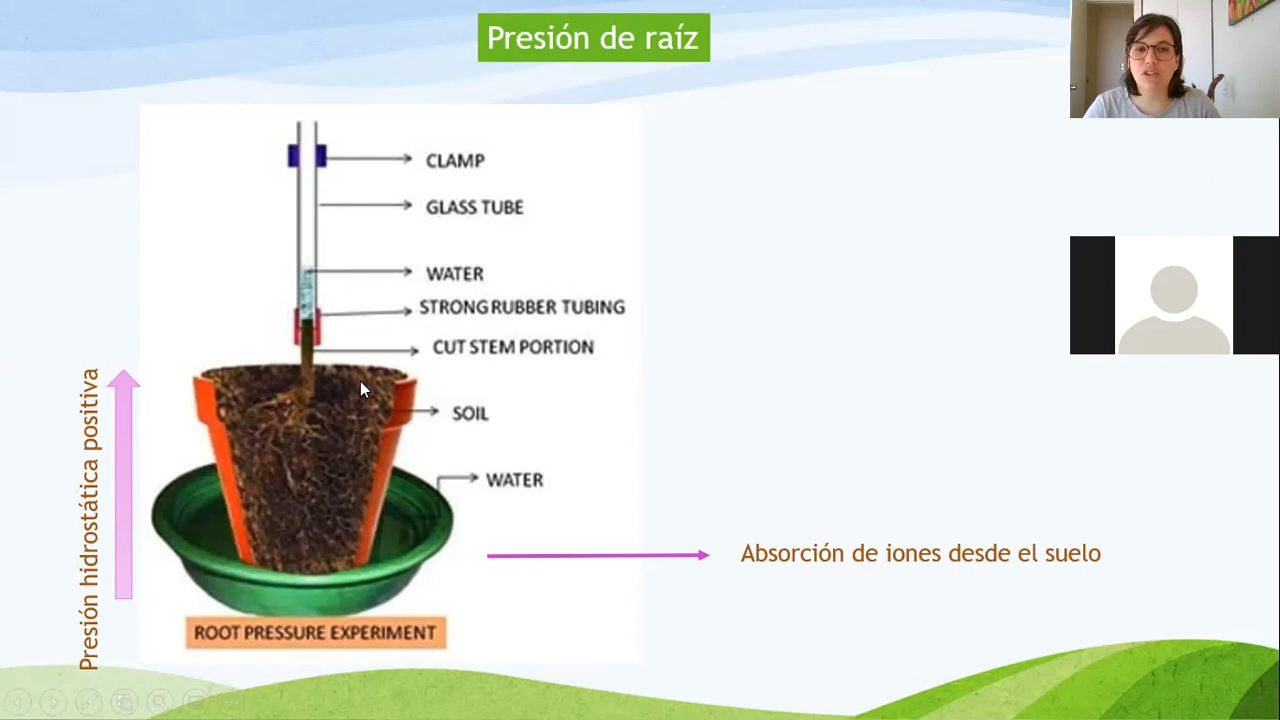 Presión de raíz
CLAMP
GLASS TUBE
WATER
STRONG RUBBER TUBING
CUT STEM PORTION
SOIL
WATER
Presión hidrostática positiva
Absorción de iones desde el suelo
ROOT PRESSURE EXPERIMENT